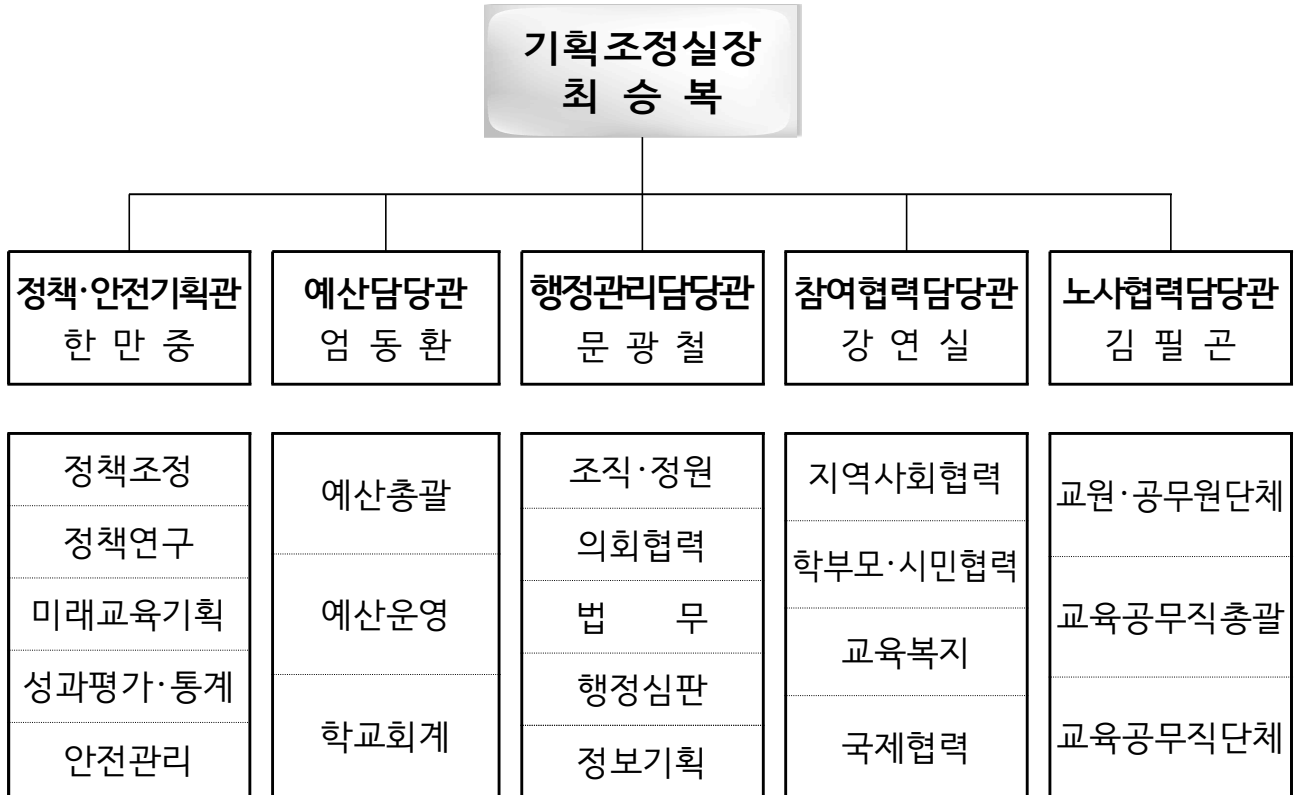 기획조정실장
최 승 복
정책·안전기획관
한 만 중
예산담당관
엄 동 환
행정관리담당관
문 광 철
참여협력담당관
강 연 실
노사협력담당관
김 필 곤
정책조정
정책연구
미래교육기획
성과평가·통계
안전관리
예산총괄
예산운영
학교회계
조직·정원
의회협력
법 무
행정심판
정보기획
지역사회협력
학부모·시민협력
교육복지
국제협력
교원·공무원단체
교육공무직총괄
교육공무직단체